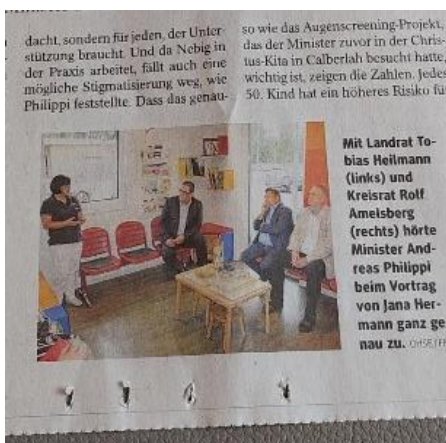 dacht, sondern für jeden, der Unter-
stützung braucht. Und da Nebig in
der Praxis arbeitet, fällt auch eine
mögliche Stigmatisierung weg, wie
Philippi feststellte. Dass das genau-
so wie das Augenscreening-Projekt,
das der Minister zuvor in der Chris-
tus-Kita in Calberlah besucht hatte,
wichtig ist, zeigen die Zahlen. Jedes
50. Kind hat ein höheres Risiko fü
Mit Landrat To-
bias Heilmann
(links) und
Kreisrat Rolf
Amelsberg
(rechts) hörte
Minister And-
reas Philippi
beim Vortrag
von Jana Her-
mann ganz ge
nau zu.